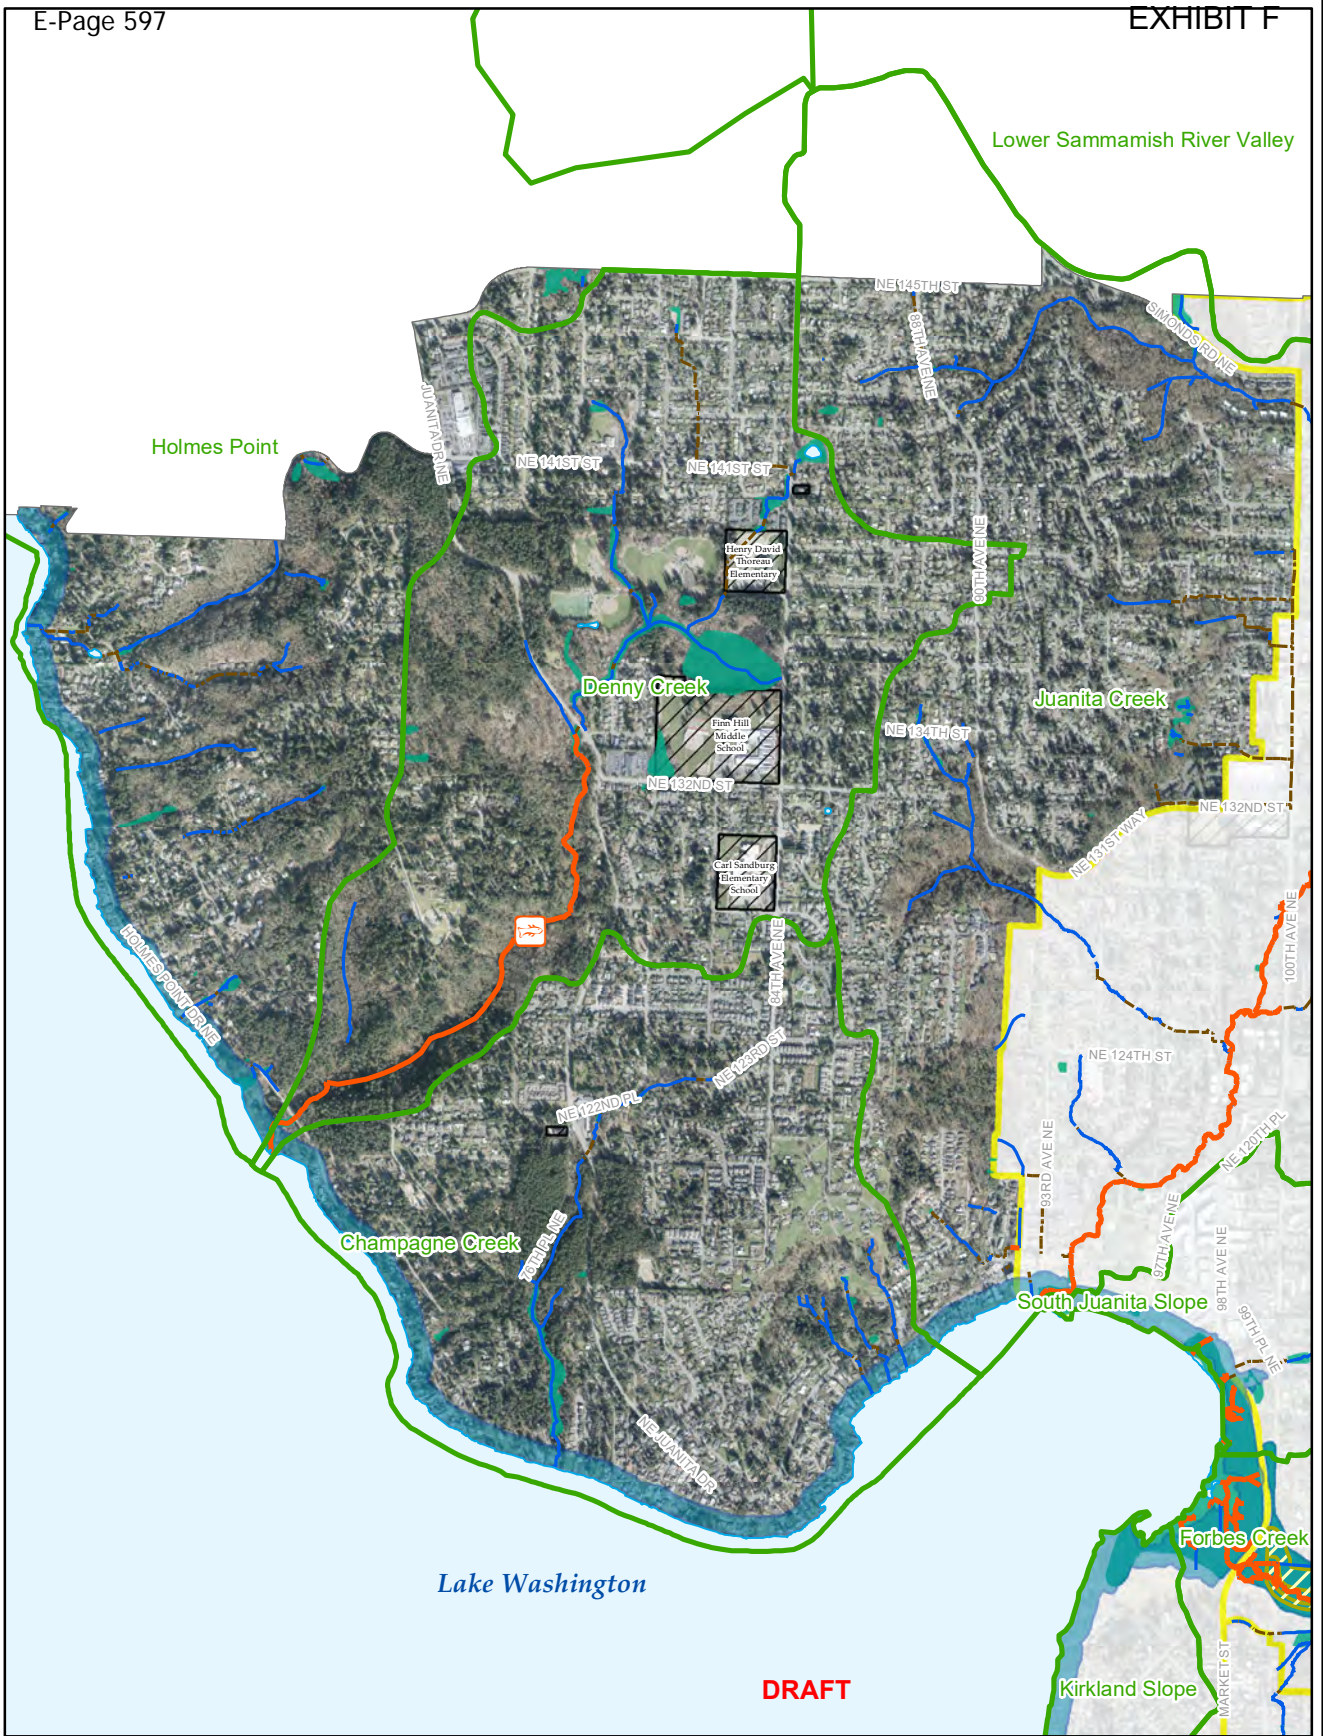 E-Page 597
EXHIBIT F
Lower Sammamish River Valley
NE 145TH ST
88TH AVE NE
SIMONDS RD NE
JUANITA DR NE
Holmes Point
NE 141ST ST
NE 141ST ST
Henry David
Thoreau
Elementary
90TH AVE NE
Denny Creek
Juanita Creek
Finn Hill
Middle
School
NE 134TH ST
NE 132ND ST
NE 132ND ST
NE 131ST WAY
Carl Sandburg
Elementary
School
HOLMES POINT DR NE
84TH AVE NE
100TH AVE NE
NE 123RD ST
NE 124TH ST
NE 122ND PL
NE 120TH PL
93RD AVE NE
Champagne Creek
76TH PL NE
97TH AVE NE
98TH AVE NE
South Juanita Slope
99TH PL NE
NE JUANITA DR
Forbes Creek
Lake Washington
DRAFT
Kirkland Slope
MARKET ST